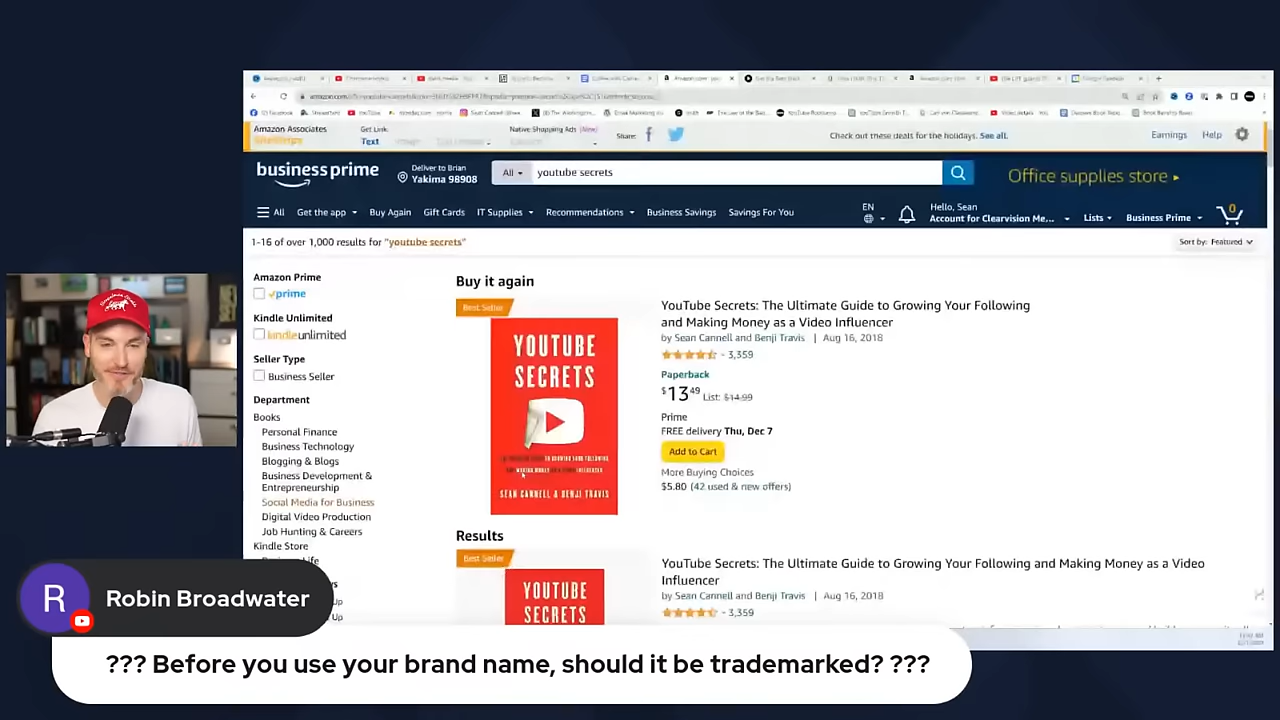 Amazon Associates
Get Link:
Text
Native Shopping Ads (New)
Share:
Check out these deals for the holidays. See all.
Earnings
Help
business prime
Deliver to Brian
Yakima 98908
All
youtube secrets
Office supplies store
All
Get the app
Buy Again
Gift Cards
IT Supplies
Recommendations
Business Savings
Savings For You
EN
Hello, Sean
Account for Clearvision Me...
Lists
Business Prime
0
1-16 of over 1,000 results for "youtube secrets"
Sort by: Featured
Amazon Prime
prime
Kindle Unlimited
kindleunlimited
Seller Type
Business Seller
Department
Books
Personal Finance
Business Technology
Blogging & Blogs
Business Development &
Entrepreneurship
Social Media for Business
Digital Video Production
Job Hunting & Careers
Kindle Store
Life
Up
Up
Buy it again
Best Seller
YOUTUBE
SECRETS
SEAN CANNELL & BENJI TRAVIS
YouTube Secrets: The Ultimate Guide to Growing Your Following
and Making Money as a Video Influencer
by Sean Cannell and Benji Travis | Aug 16, 2018
3,359
Paperback
$13 49 List: $14.99
Prime
FREE delivery Thu, Dec 7
Add to Cart
More Buying Choices
$5.80 (42 used & new offers)
Results
Best Seller
YOUTUBE
SECRETS
YouTube Secrets: The Ultimate Guide to Growing Your Following and Making Money as a Video
Influencer
by Sean Cannell and Benji Travis | Aug 16, 2018
3,359
R
Robin Broadwater
??? Before you use your brand name, should it be trademarked? ???